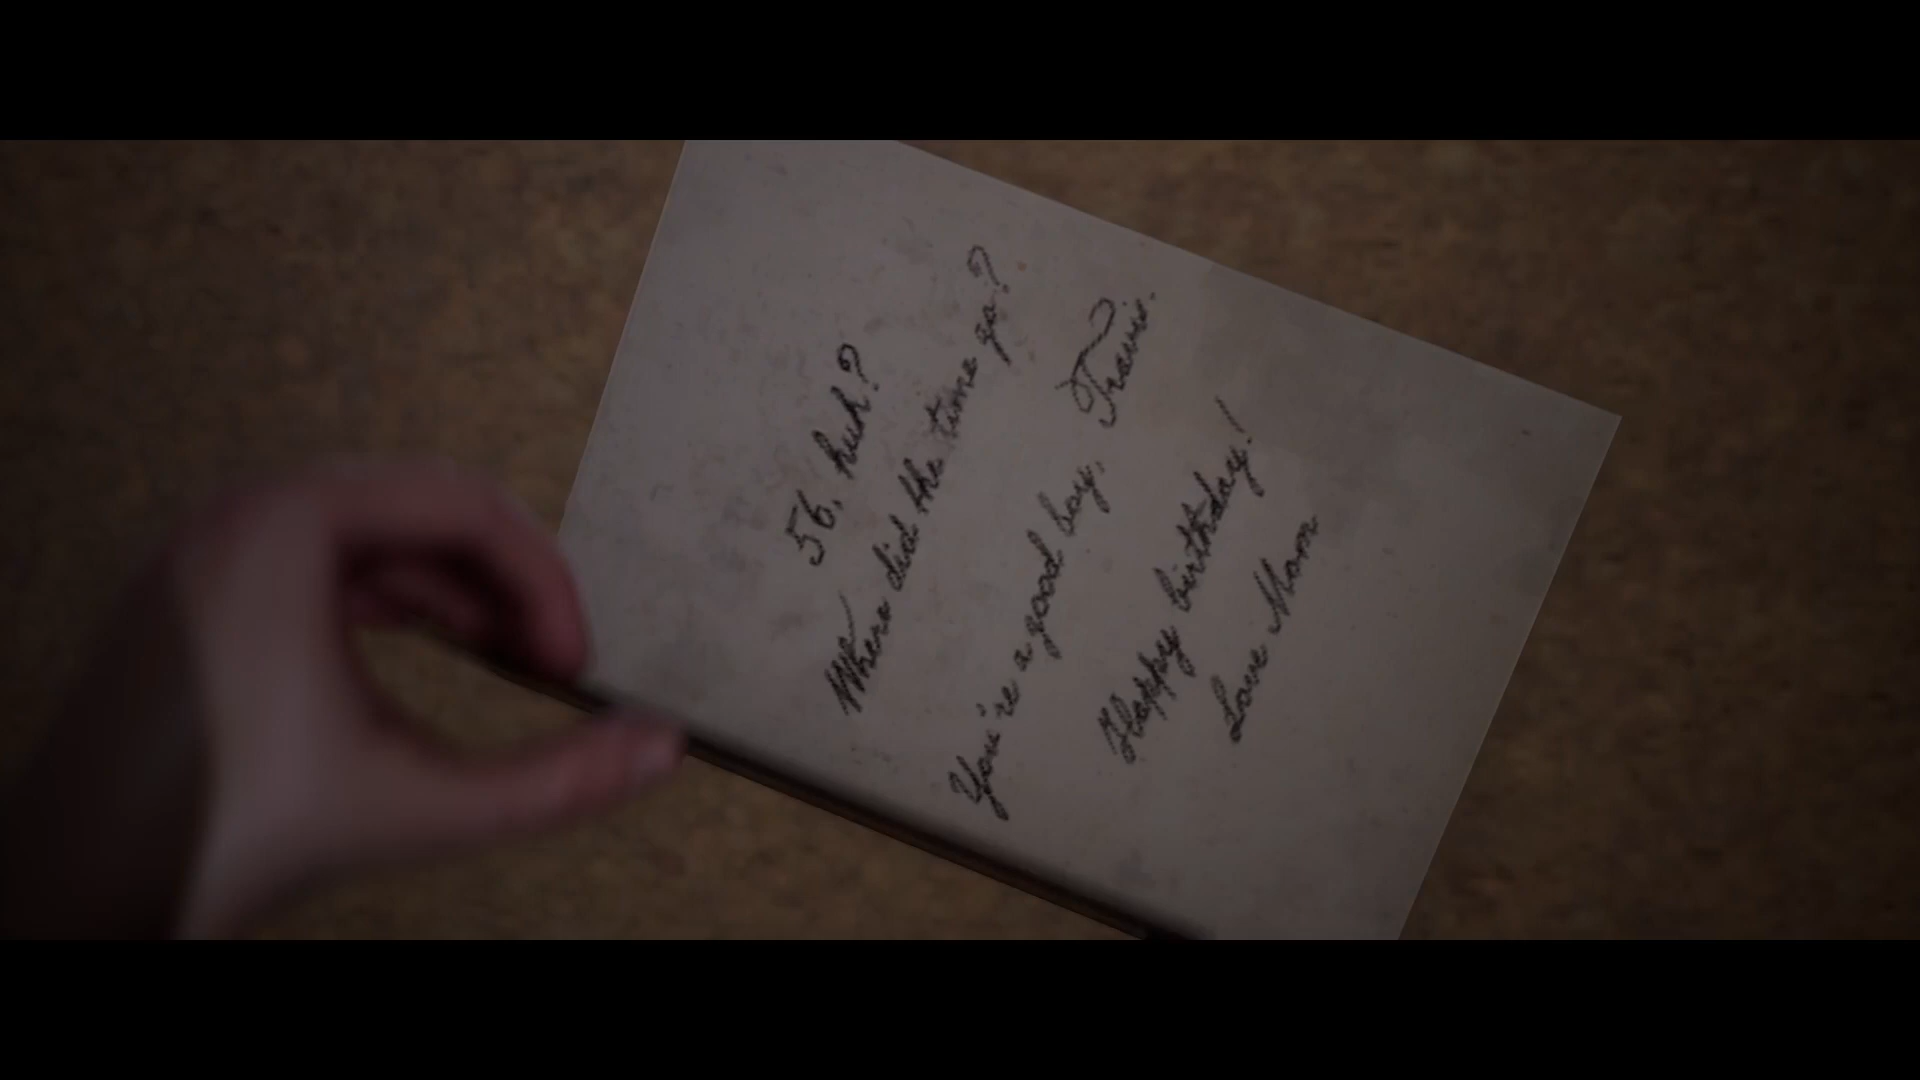 56, huh?
Where did the time go?
You're a good boy, Travis.
Happy birthday!
Love Mom